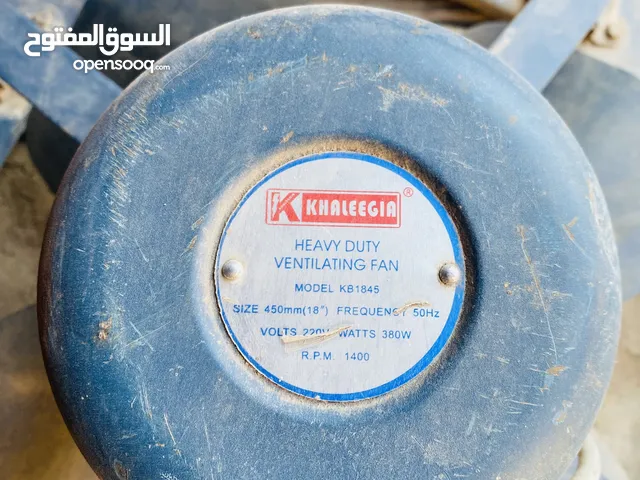 السوق المفتوح
opensooq.com
KHALEEGIA ®
HEAVY DUTY
VENTILATING FAN
MODEL KB1845
SIZE 450mm(18") FREQUENCY 50Hz
VOLTS 220V WATTS 380W
R.P.M. 1400